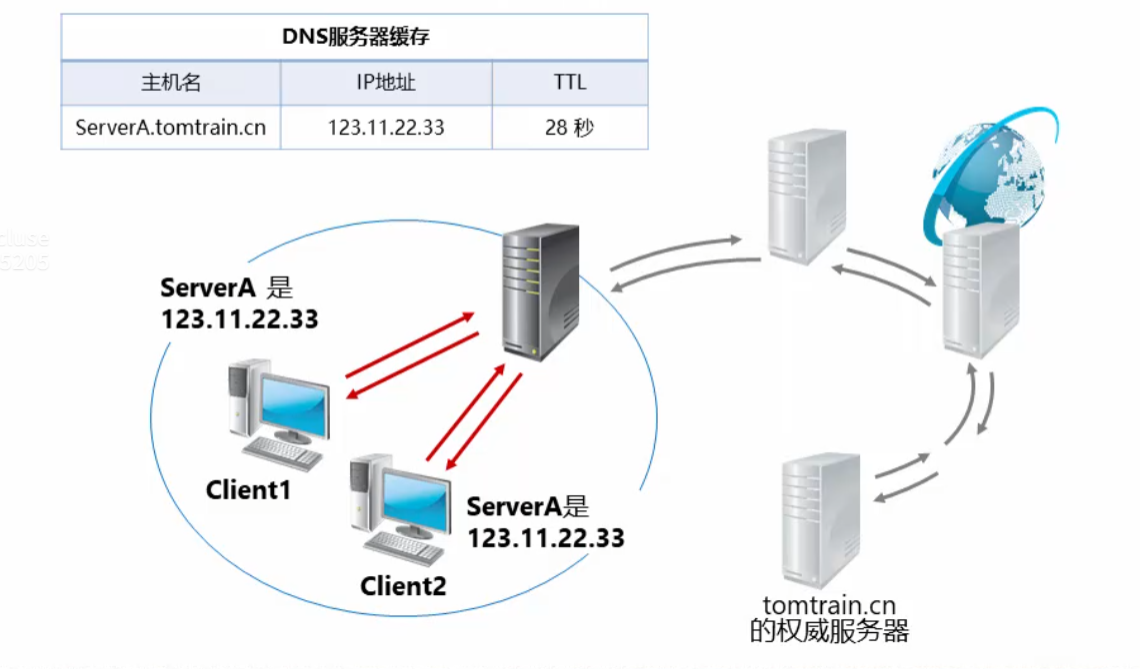 DNS服务器缓存
主机名 IP地址 TTL
ServerA.tomtrain.cn 123.11.22.33 28 秒
ServerA 是
123.11.22.33
Client1
ServerA是
123.11.22.33
Client2
tomtrain.cn
的权威服务器
5205